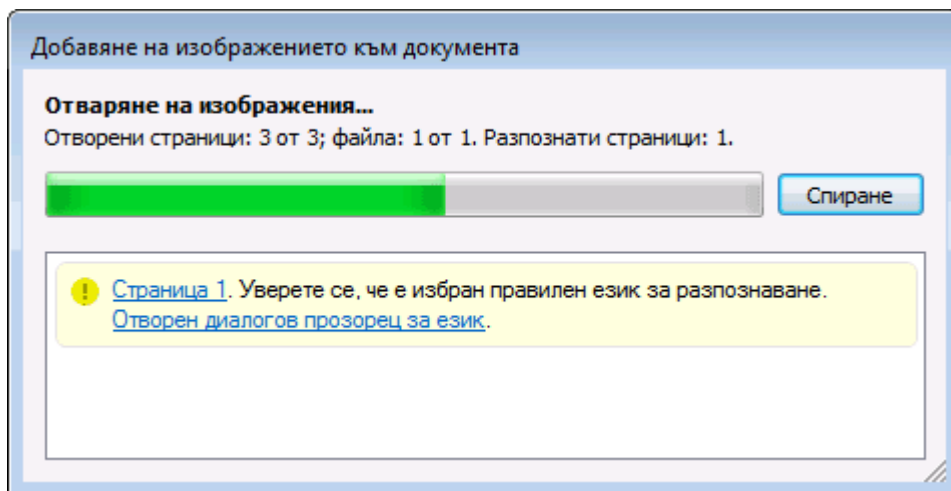 Добавяне на изображението към документа
Отваряне на изображения...
Отворени страници: 3 от 3; файла: 1 от 1. Разпознати страници: 1.
Спиране
Страница 1. Уверете се, че е избран правилен език за разпознаване.
Отворен диалогов прозорец за език.